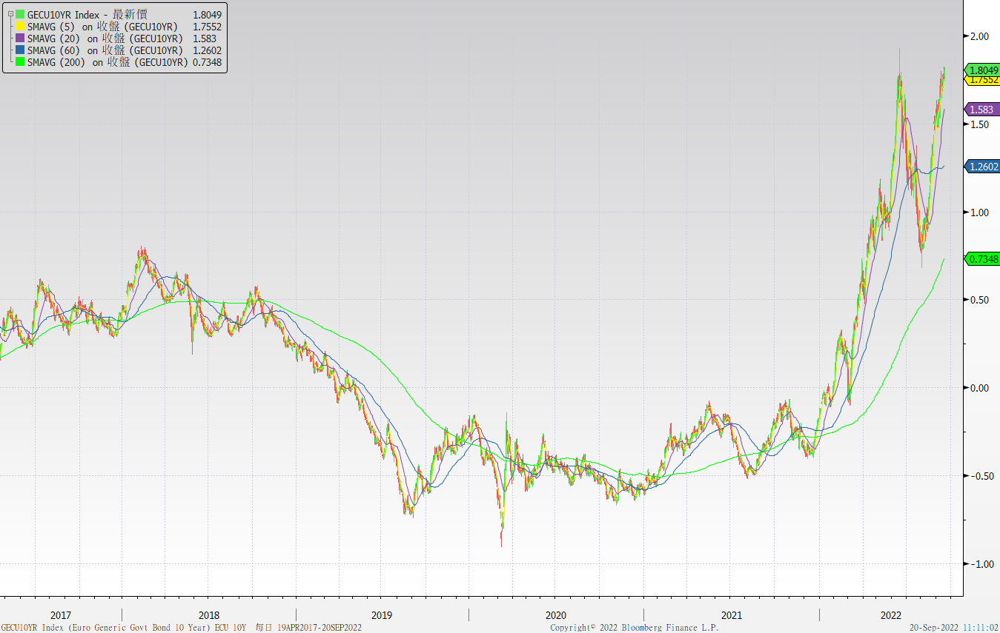 GECU10YR Index - 最新價 1.8049
SMAVG (5) on 收盤 (GECU10YR) 1.7552
SMAVG (20) on 收盤 (GECU10YR) 1.583
SMAVG (60) on 收盤 (GECU10YR) 1.2602
SMAVG (200) on 收盤 (GECU10YR) 0.7348
2.00
1.8049
1.7552
1.583
1.50
1.2602
1.00
0.7348
0.50
0.00
-0.50
-1.00
2017 2018 2019 2020 2021 2022
GECU10YR Index (Euro Generic Govt Bond 10 Year) ECU 10Y 每日 19APR2017-20SEP2022 Copyright© 2022 Bloomberg Finance L.P. 20-Sep-2022 11:11:02